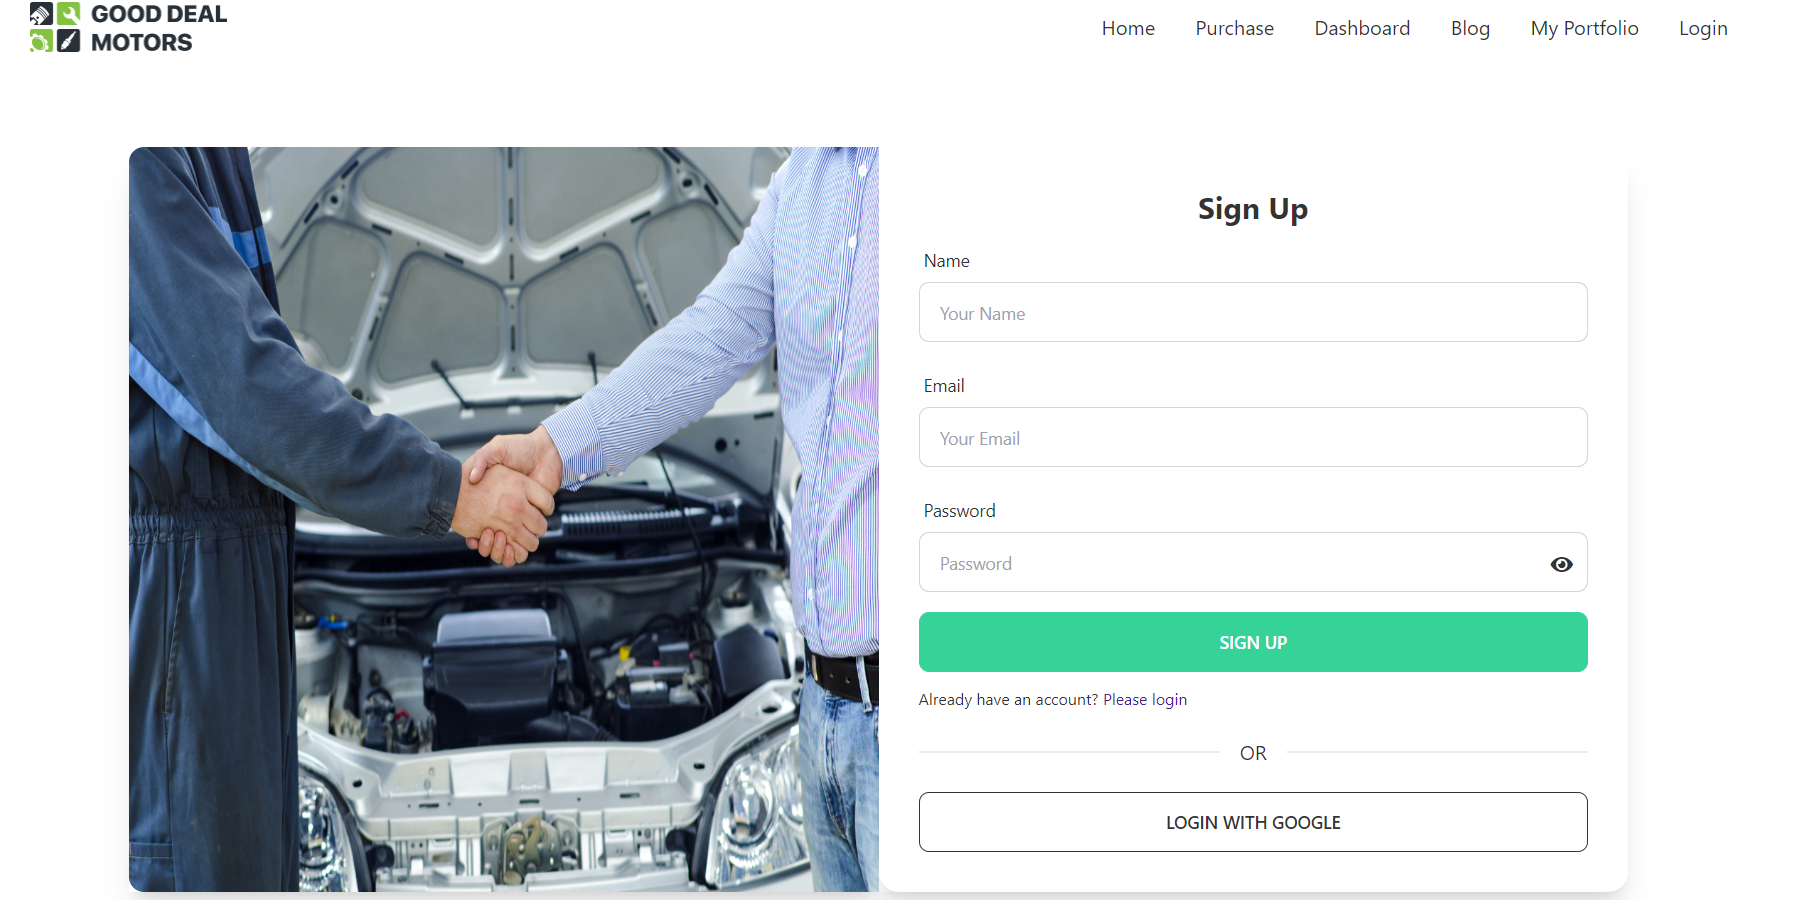 GOOD DEAL
MOTORS
Home Purchase Dashboard Blog My Portfolio Login
Sign Up
Name
Your Name
Email
Your Email
Password
Password
SIGN UP
Already have an account? Please login
OR
LOGIN WITH GOOGLE